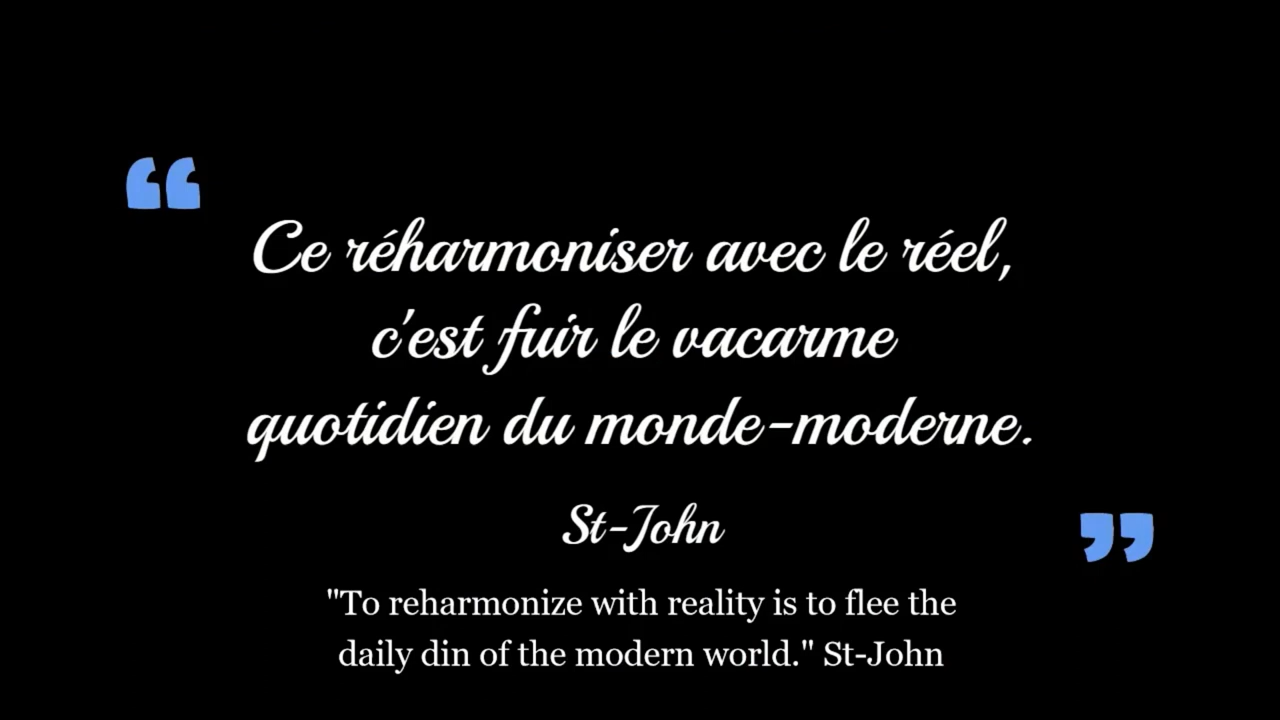 “
Ce réharmoniser avec le réel,
c'est fuir le vacarme
quotidien du monde-moderne.
St-John
”
"To reharmonize with reality is to flee the
daily din of the modern world." St-John